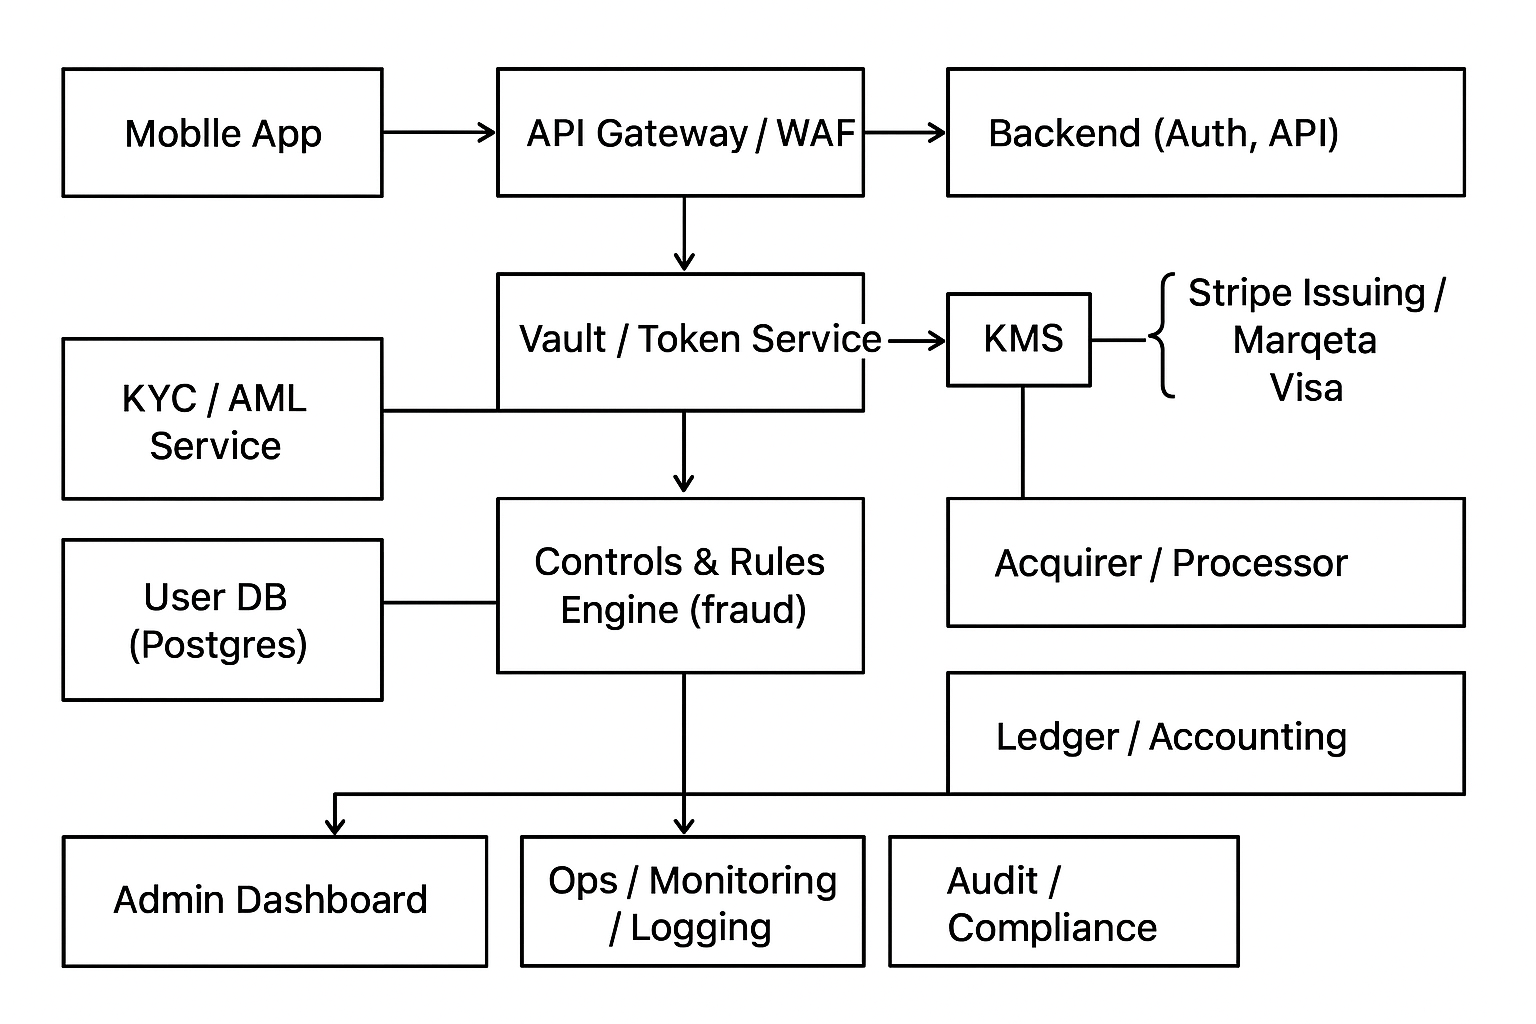 Moblle App
API Gateway / WAF
Backend (Auth, API)
Vault / Token Service
KMS
Stripe Issuing /
Marqeta
Visa
KYC / AML
Service
User DB
(Postgres)
Controls & Rules
Engine (fraud)
Acquirer / Processor
Ledger / Accounting
Admin Dashboard
Ops / Monitoring
/ Logging
Audit /
Compliance